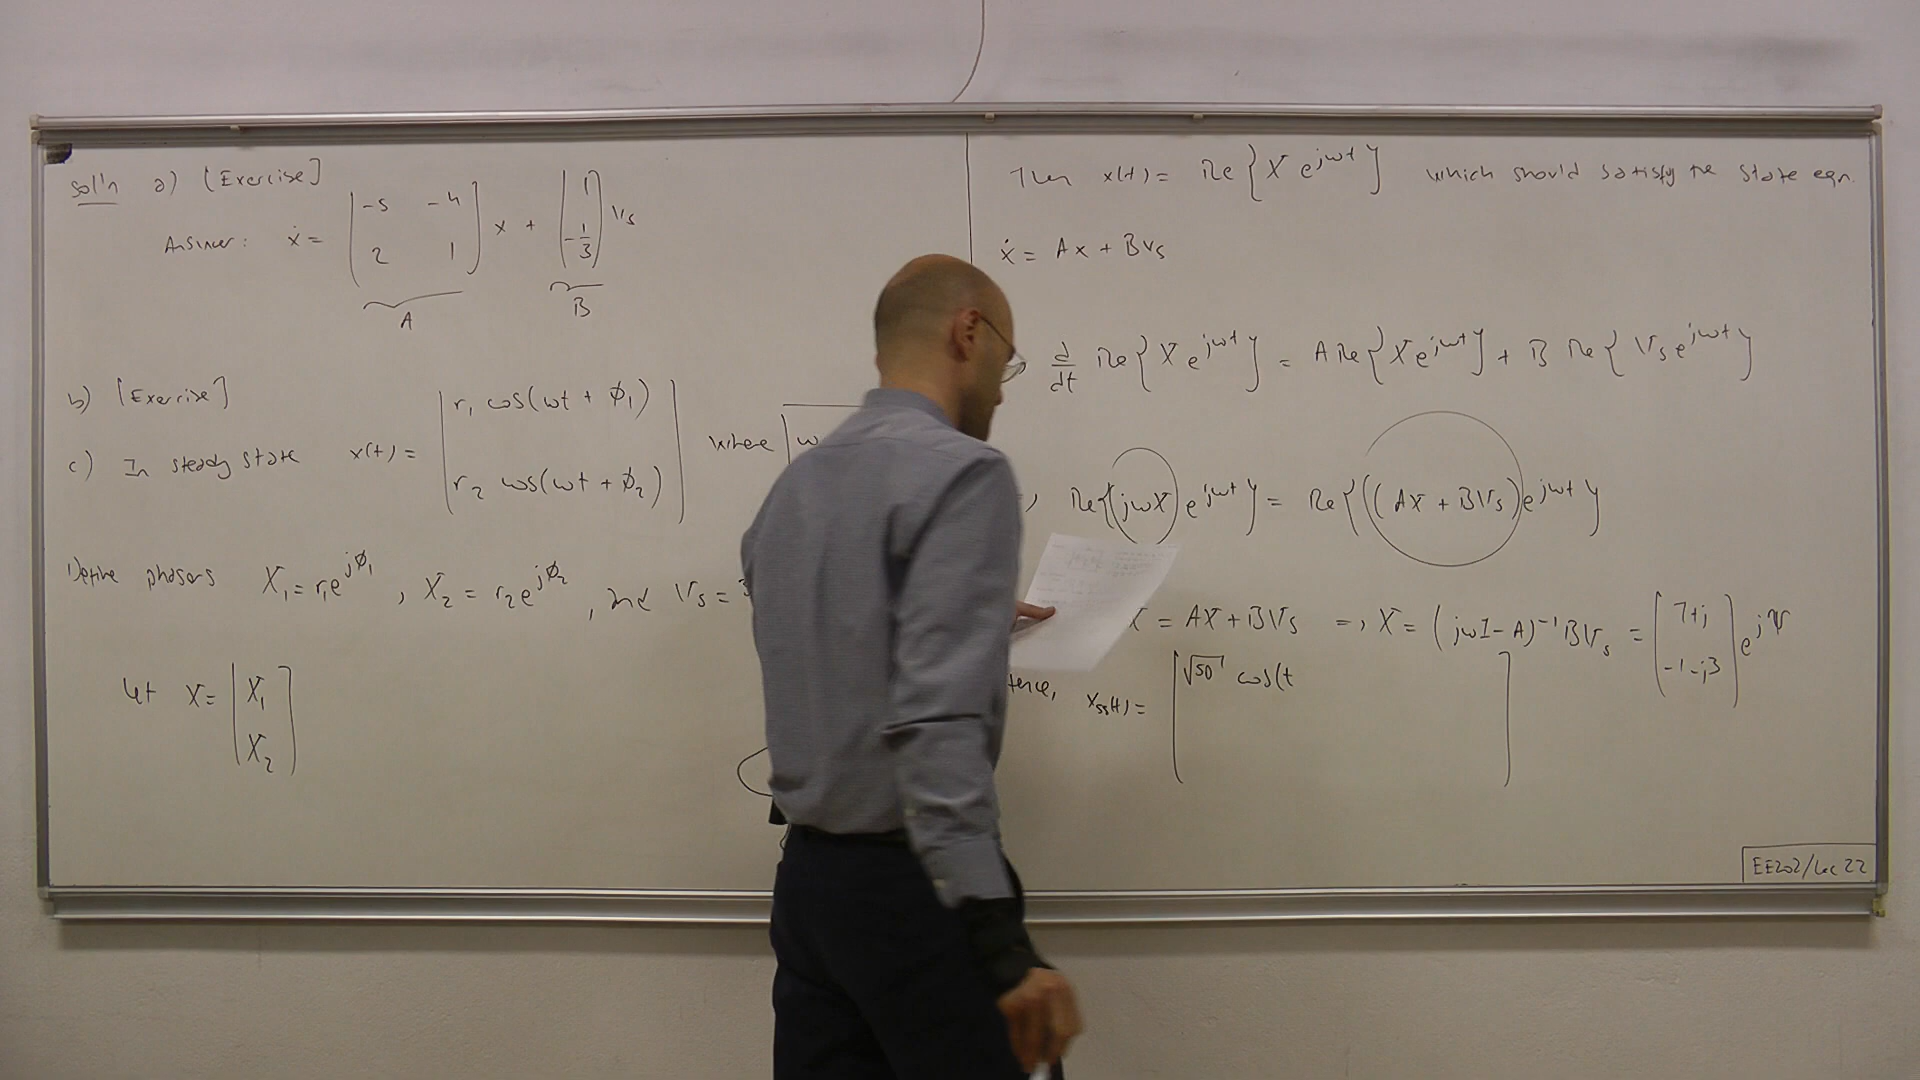 Sol'n a) [Exercise]
Answer: ẋ = [-5 -4; 2 1] x + [1; -1/3] Vs
A B
b) [Exercise]
c) In steady state x(t) = [r₁ cos(ωt + φ₁); r₂ cos(ωt + φ₂)] where ω
Define phasors X₁ = r₁e^{jφ₁}, X₂ = r₂e^{jφ₂}, and Vs = 3
Let X = [X₁; X₂]
Then x(t) = Re{X e^{jωt}} which should satisfy the state eqn.
ẋ = Ax + BVs
d/dt Re{X e^{jωt}} = A Re{X e^{jωt}} + B Re{Vs e^{jωt}}
Re{(jωX) e^{jωt}} = Re{(AX + BVs) e^{jωt}}
X = AX + BVs ⇒ X = (jωI - A)⁻¹BVs = [7+j; -1-j3] e^{jψ}
Hence, xss(t) = [√50 cos(t
EE202/Lec 22